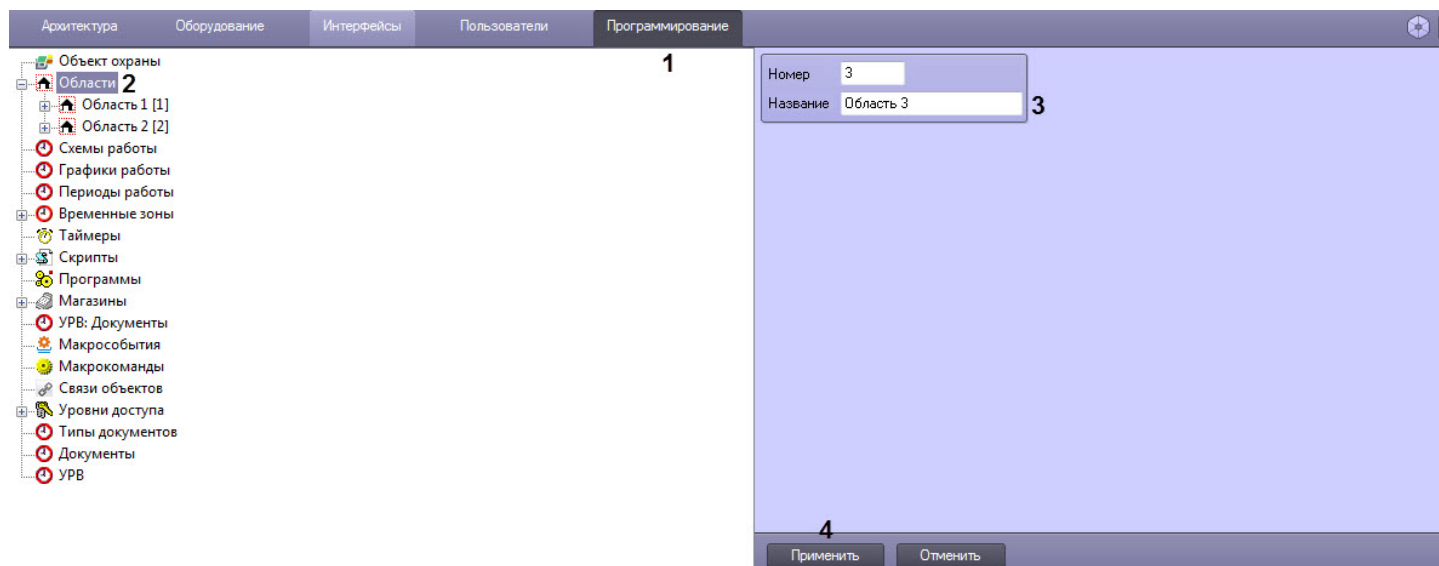 Архитектура Оборудование Интерфейсы Пользователи Программирование
1
Объект охраны
Области 2
Область 1 [1]
Область 2 [2]
Схемы работы
Графики работы
Периоды работы
Временные зоны
Таймеры
Скрипты
Программы
Магазины
УРВ: Документы
Макрособытия
Макрокоманды
Связи объектов
Уровни доступа
Типы документов
Документы
УРВ
Номер 3
Название Область 3 3
4
Применить Отменить